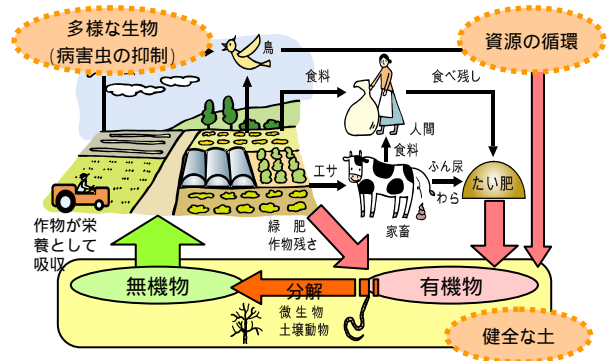 多様な生物
(病害虫の抑制)
鳥
資源の循環
食料
食べ残し
人間
食料
エサ
ふん尿
わら
たい肥
家畜
緑 肥
作物残さ
作物が栄
養として
吸収
無機物
分解
微 生 物
土壌動物
有機物
健全な土